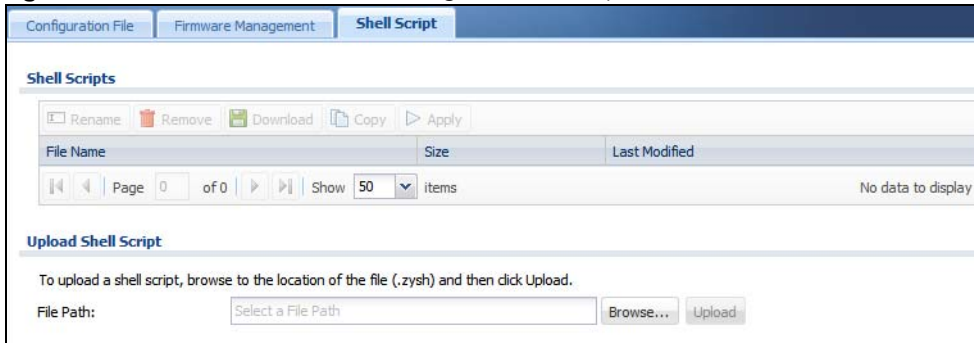 Configuration File Firmware Management Shell Script
Shell Scripts
Rename Remove Download Copy Apply
File Name Size Last Modified
Page 0 of 0 Show 50 items No data to display
Upload Shell Script
To upload a shell script, browse to the location of the file (.zysh) and then click Upload.
File Path: Select a File Path Browse... Upload